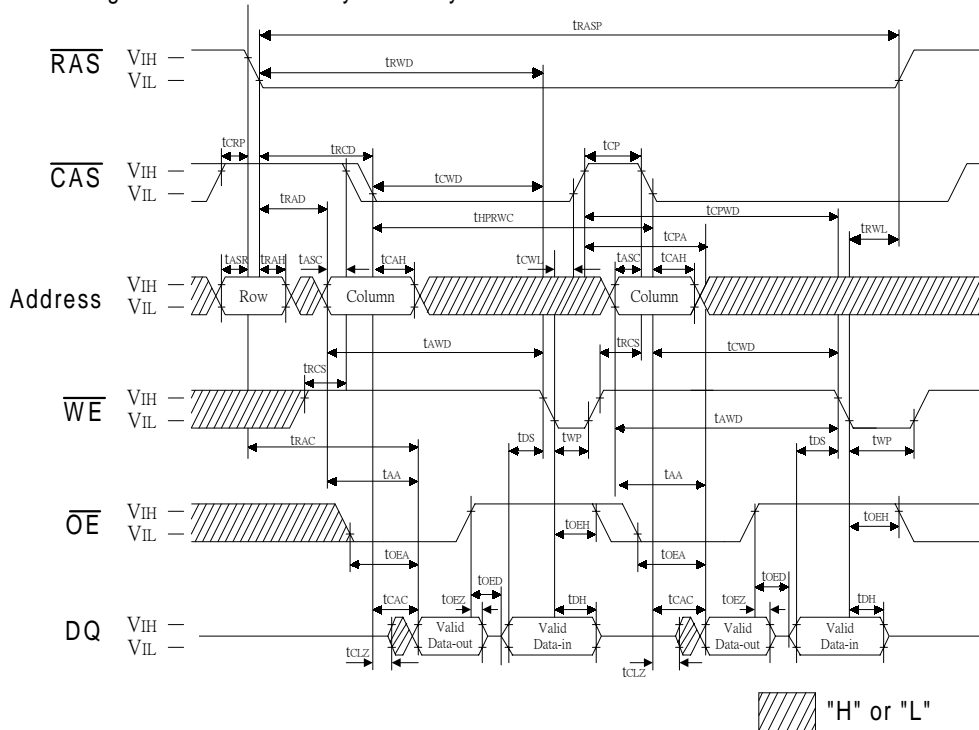 tRASP
RAS VIH
VIL
tRWD
tCRP tRCD tCP
CAS VIH
VIL
tCWD
tRAD tHPRWC tCPWD
tCPA tRWL
tASR tRAH tASC tCAH tCWL tASC tCAH
Address VIH
VIL
Row Column Column
tAWD tRCS tCWD
tRCS
WE VIH
VIL
tRAC tDS tWP tAWD tDS tWP
tAA tAA
OE VIH
VIL
tOEH tOEH
tOEA tOEA
tOED tOED
tCAC tOEZ tDH tCAC tOEZ tDH
DQ VIH
VIL
Valid Data-out Valid Data-in Valid Data-out Valid Data-in
tCLZ tCLZ
"H" or "L"